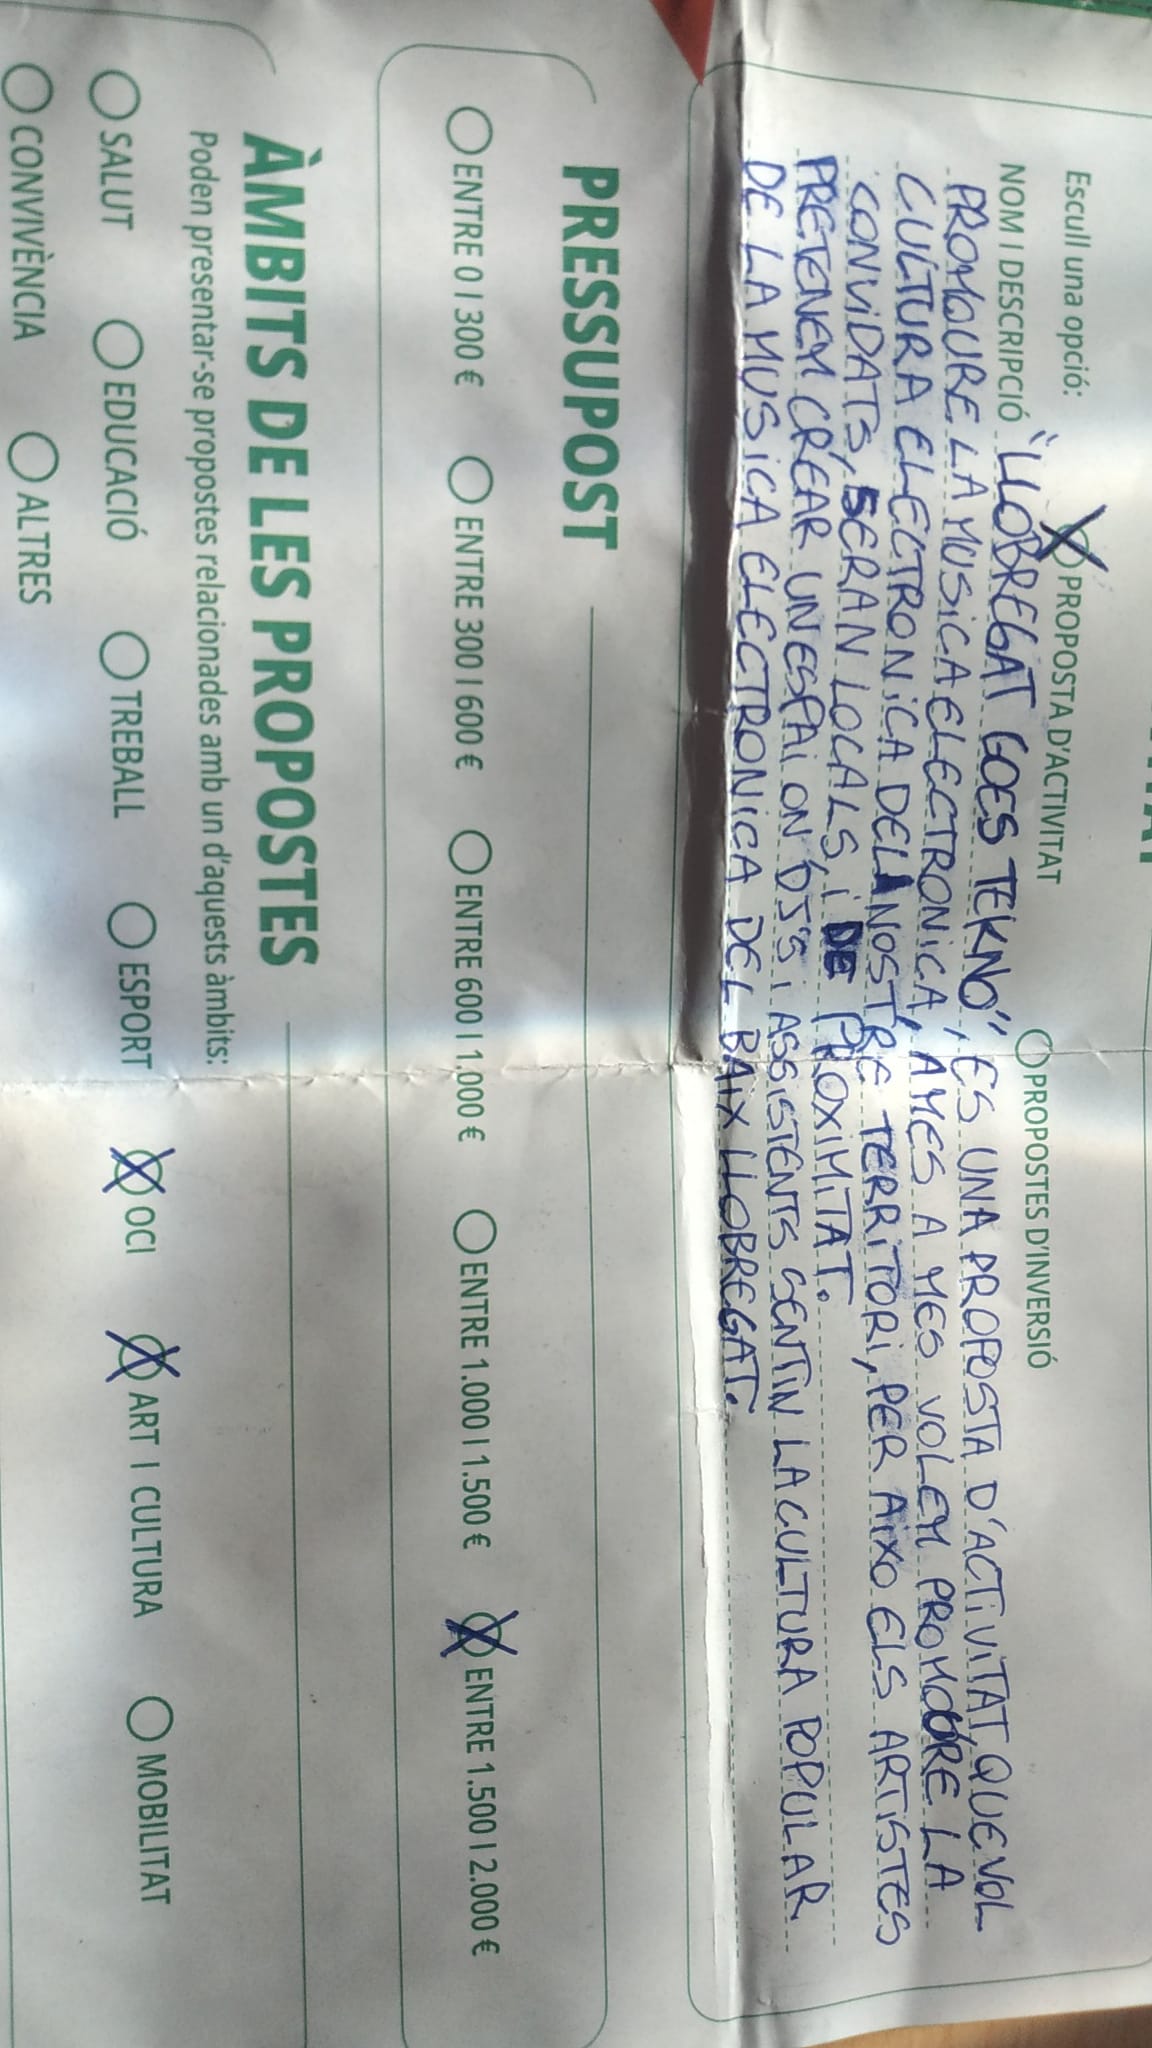 Escull una opció:
PROPOSTA D'ACTIVITAT
PROPOSTES D'INVERSIÓ
NOM I DESCRIPCIÓ "LLOBREGAT GOES TEKNO", ES UNA PROPOSTA D'ACTIVITAT QUE VOL
PROMOURE LA MUSICA ELECTRONICA, A MES A MES VOLEM PROMOURE LA
CULTURA ELECTRONICA DEL NOSTRE TERRITORI, PER AIXO ELS ARTISTES
CONVIDATS, SERAN LOCALS, I DE PROXIMITAT.
PRETENEM CREAR UN ESPAI ON DJ'S I ASSISTENTS SENTIN LA CULTURA POPULAR
DE LA MUSICA ELECTRONICA DEL BAIX LLOBREGAT.
PRESSUPOST
ENTRE 0 I 300 € ENTRE 300 I 600 € ENTRE 600 I 1.000 € ENTRE 1.000 I 1.500 € ENTRE 1.500 I 2.000 €
ÀMBITS DE LES PROPOSTES
Poden presentar-se propostes relacionades amb un d'aquests àmbits:
SALUT EDUCACIÓ TREBALL ESPORT OCI ART I CULTURA MOBILITAT
CONVIVÈNCIA ALTRES